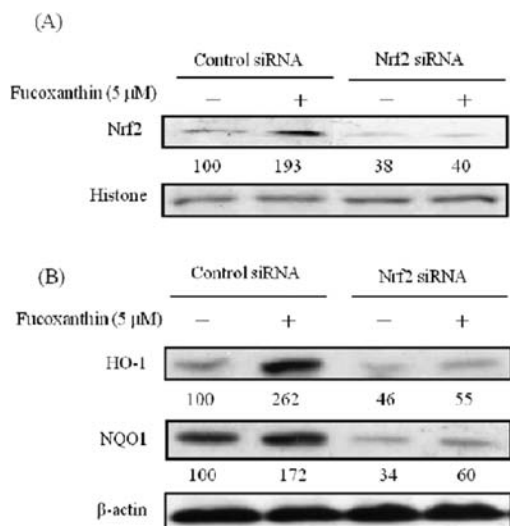 (A)
Control siRNA Nrf2 siRNA
Fucoxanthin (5 μM) − + − +
Nrf2
100 193 38 40
Histone
(B)
Control siRNA Nrf2 siRNA
Fucoxanthin (5 μM) − + − +
HO-1
100 262 46 55
NQO1
100 172 34 60
β-actin